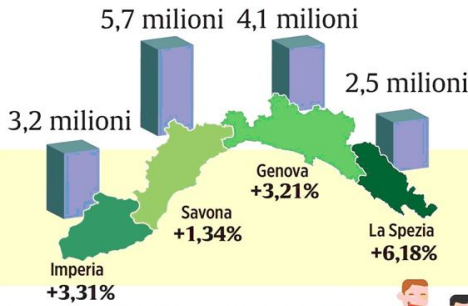 5,7 milioni
4,1 milioni
2,5 milioni
3,2 milioni
Genova
+3,21%
Savona
+1,34%
La Spezia
+6,18%
Imperia
+3,31%